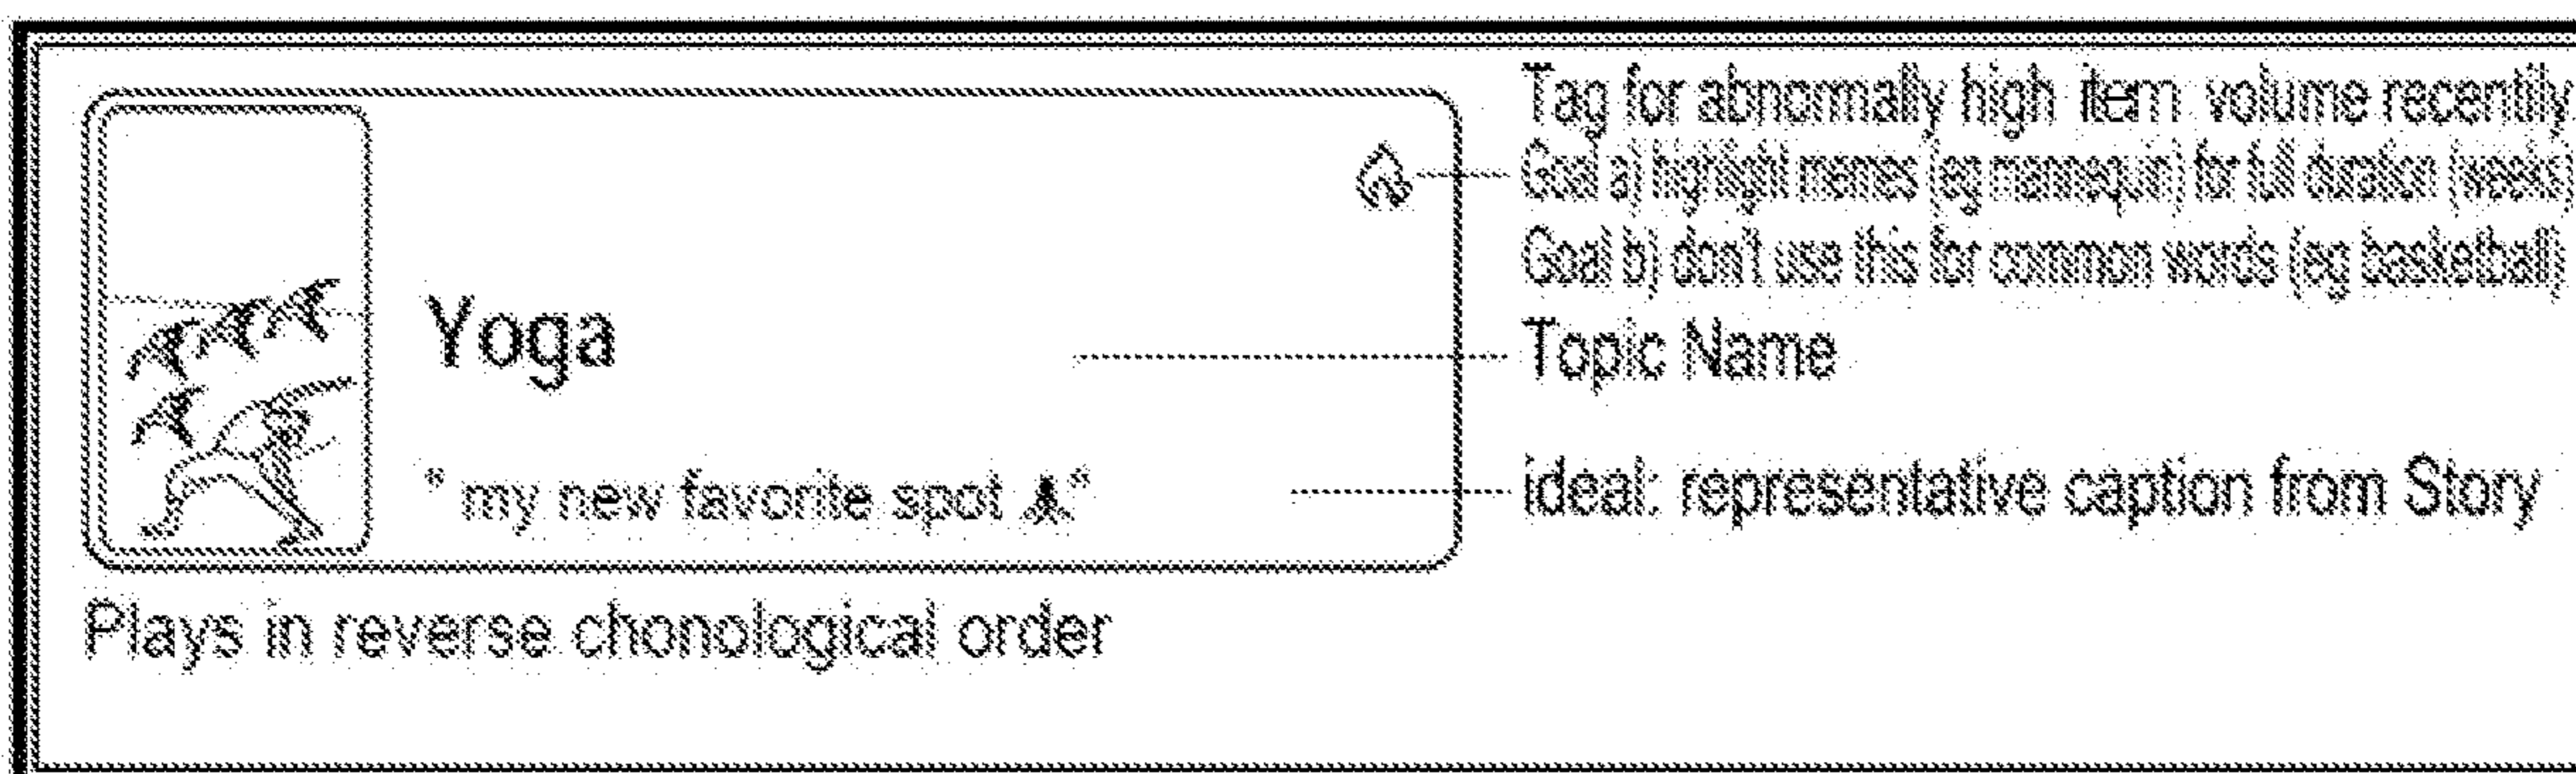 Tag for abnormally high item volume recentily
Goal a) highlight memes (eg mannequin) for full duration (weeks)
Goal b) don't use this for common words (eg basketball)
Yoga
Topic Name
" my new favorite spot "
ideal: representative caption from Story
Plays in reverse chonological order